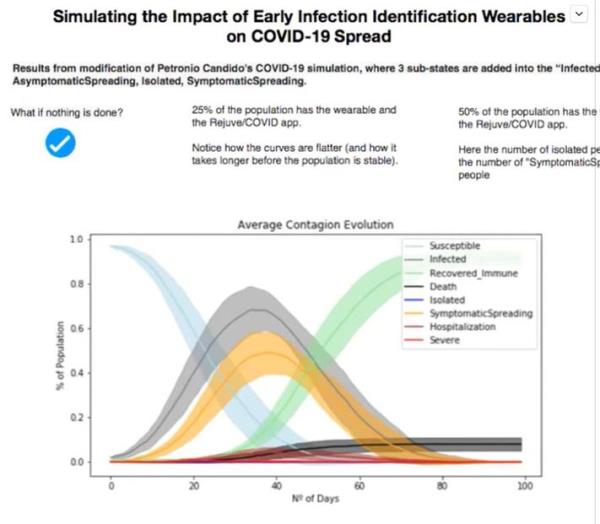 Simulating the Impact of Early Infection Identification Wearables
on COVID-19 Spread
Results from modification of Petronio Candido's COVID-19 simulation, where 3 sub-states are added into the "Infected
AsymptomaticSpreading, Isolated, SymptomaticSpreading.
What if nothing is done?
25% of the population has the wearable and
the Rejuve/COVID app.
Notice how the curves are flatter (and how it
takes longer before the population is stable).
50% of the population has the
the Rejuve/COVID app.
Here the number of isolated pe
the number of "SymptomaticSp
people
Average Contagion Evolution
% of Population
1.0
0.8
0.6
0.4
0.2
0.0
Susceptible
Infected
Recovered_Immune
Death
Isolated
SymptomaticSpreading
Hospitalization
Severe
0 20 40 60 80 100
Nº of Days